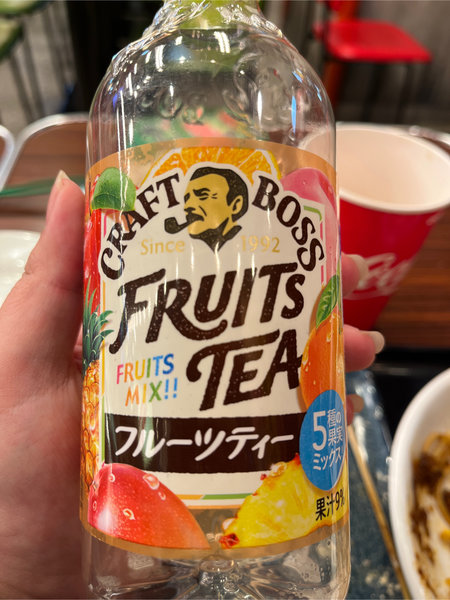 CRAFT BOSS
Since 1992
FRUITS
TEA
FRUITS
MIX!!
フルーツティー
5種の
果実
ミックス
果汁9%